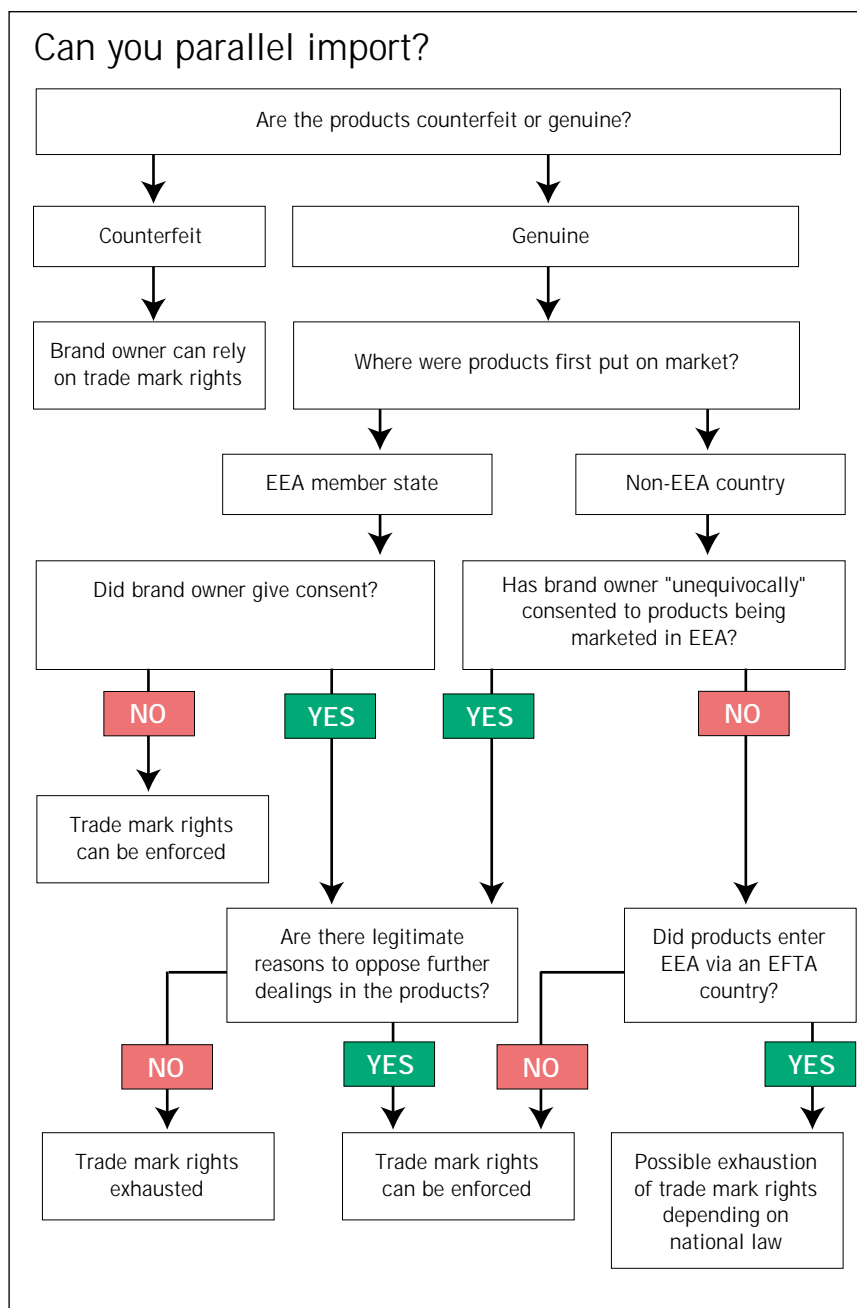 Can you parallel import?
Are the products counterfeit or genuine?
Counterfeit
Genuine
Brand owner can rely
on trade mark rights
Where were products first put on market?
EEA member state
Non-EEA country
Did brand owner give consent?
Has brand owner "unequivocally"
consented to products being
marketed in EEA?
NO
YES
YES
NO
Trade mark rights
can be enforced
Are there legitimate
reasons to oppose further
dealings in the products?
Did products enter
EEA via an EFTA
country?
NO
YES
NO
YES
Trade mark rights
exhausted
Trade mark rights
can be enforced
Possible exhaustion
of trade mark rights
depending on
national law